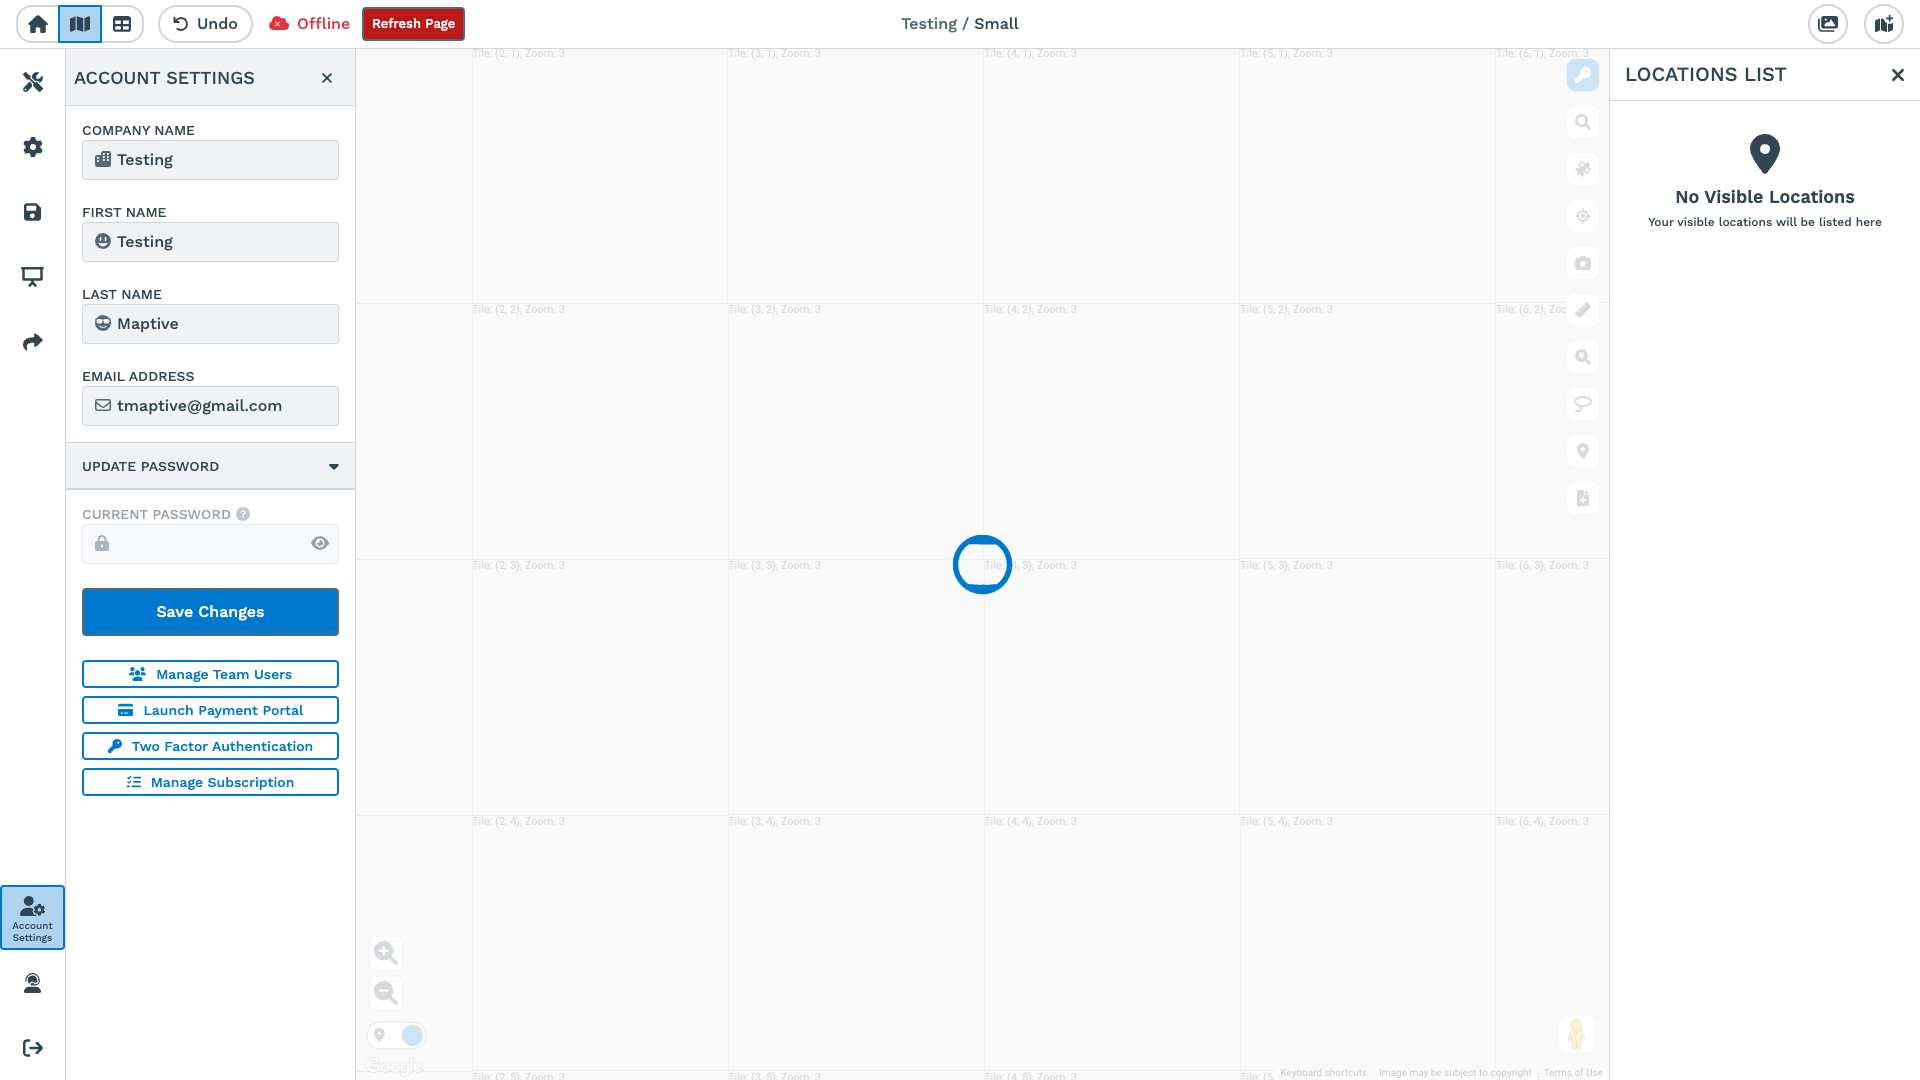 Undo
Offline
Refresh Page
Testing / Small
ACCOUNT SETTINGS
COMPANY NAME
Testing
FIRST NAME
Testing
LAST NAME
Maptive
EMAIL ADDRESS
tmaptive@gmail.com
UPDATE PASSWORD
CURRENT PASSWORD
Save Changes
Manage Team Users
Launch Payment Portal
Two Factor Authentication
Manage Subscription
Account
Settings
Tile: (2, 1), Zoom: 3
Tile: (3, 1), Zoom: 3
Tile: (4, 1), Zoom: 3
Tile: (5, 1), Zoom: 3
Tile: (6, 1), Zoom: 3
Tile: (2, 2), Zoom: 3
Tile: (3, 2), Zoom: 3
Tile: (4, 2), Zoom: 3
Tile: (5, 2), Zoom: 3
Tile: (6, 2), Zoo
Tile: (2, 3), Zoom: 3
Tile: (3, 3), Zoom: 3
Tile: 3), Zoom: 3
Tile: (5, 3), Zoom: 3
Tile: (6, 3), Zoom: 3
Tile: (2, 4), Zoom: 3
Tile: (3, 4), Zoom: 3
Tile: (4, 4), Zoom: 3
Tile: (5, 4), Zoom: 3
Tile: (6, 4), Zoom: 3
Tile: (2, 5), Zoom: 3
Tile: (3, 5), Zoom: 3
Tile: (4, 5), Zoom: 3
Tile: (5
Google
Keyboard shortcuts
Image may be subject to copyright
Terms of Use
LOCATIONS LIST
No Visible Locations
Your visible locations will be listed here